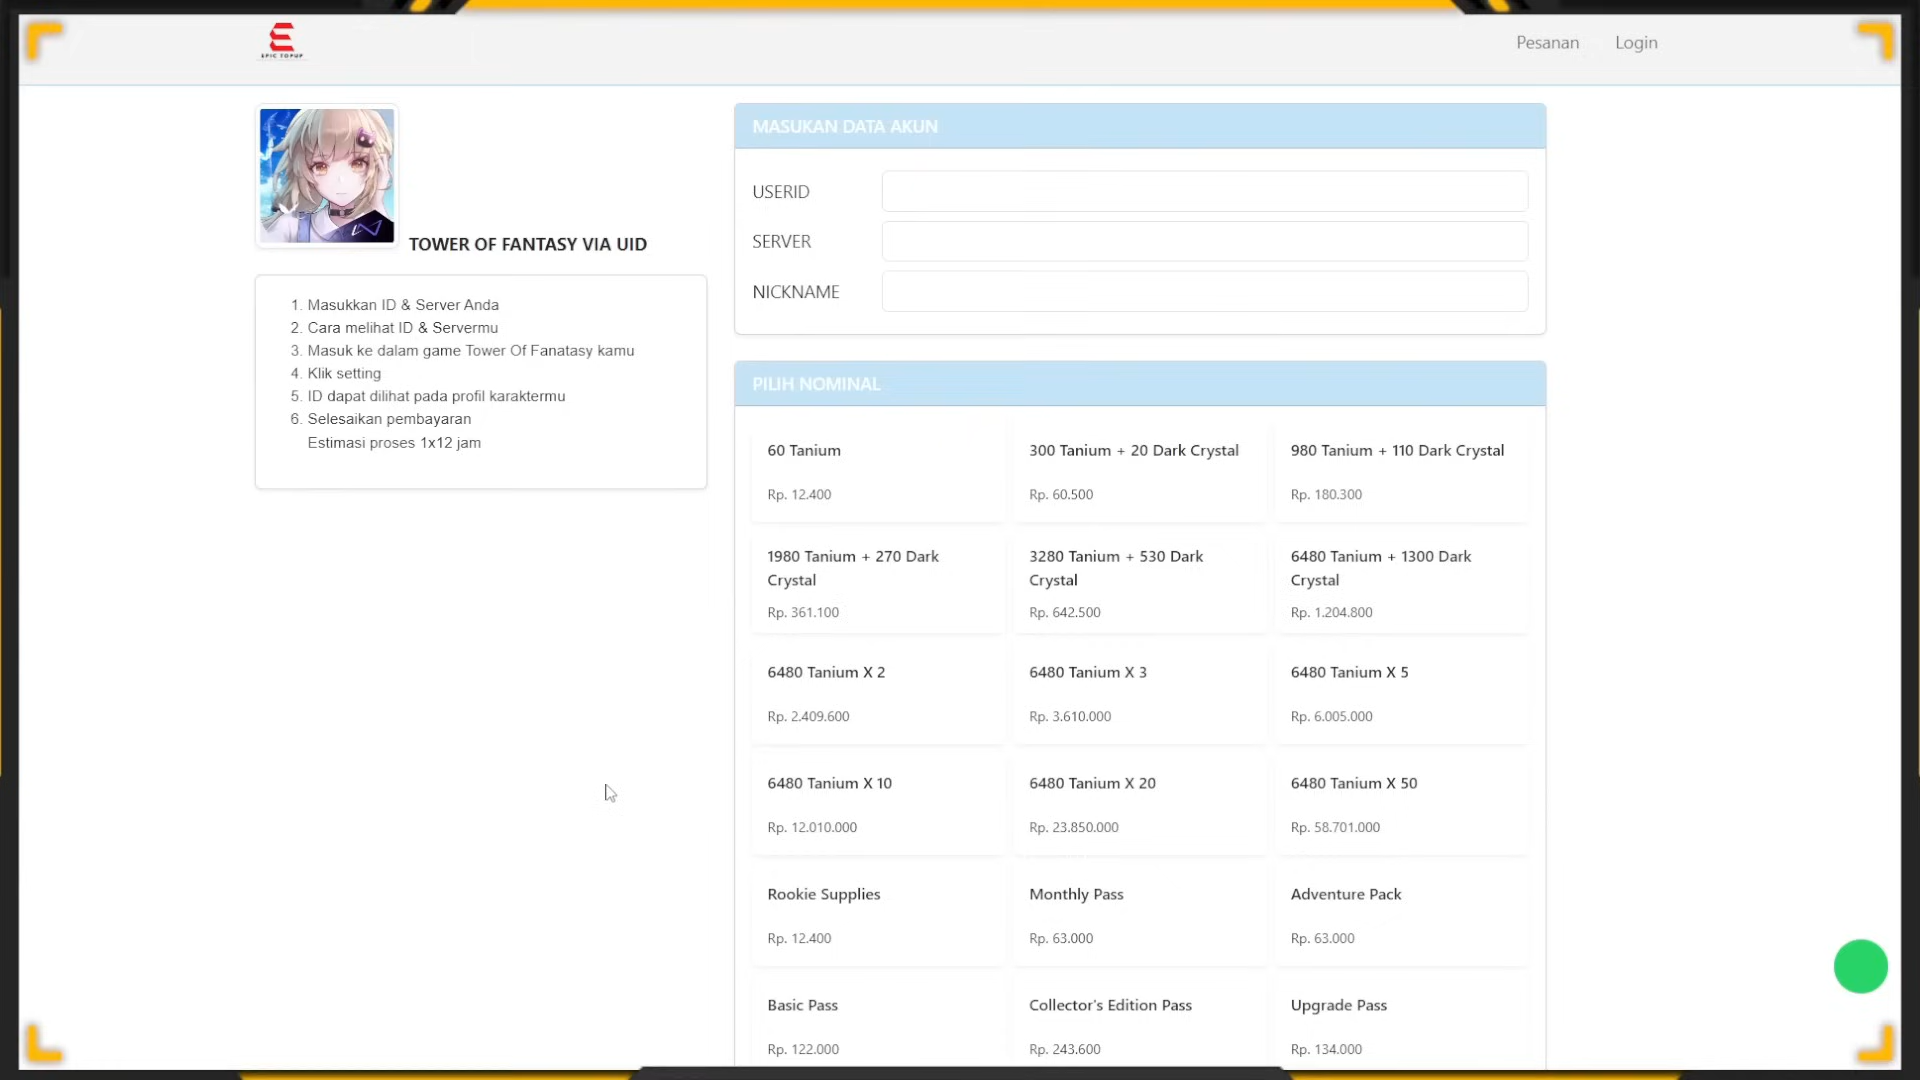 EPIC TOPUP
Pesanan
Login
TOWER OF FANTASY VIA UID
1. Masukkan ID & Server Anda
2. Cara melihat ID & Servermu
3. Masuk ke dalam game Tower Of Fanatasy kamu
4. Klik setting
5. ID dapat dilihat pada profil karaktermu
6. Selesaikan pembayaran
Estimasi proses 1x12 jam
MASUKAN DATA AKUN
USERID
SERVER
NICKNAME
PILIH NOMINAL
60 Tanium
Rp. 12.400
300 Tanium + 20 Dark Crystal
Rp. 60.500
980 Tanium + 110 Dark Crystal
Rp. 180.300
1980 Tanium + 270 Dark
Crystal
Rp. 361.100
3280 Tanium + 530 Dark
Crystal
Rp. 642.500
6480 Tanium + 1300 Dark
Crystal
Rp. 1.204.800
6480 Tanium X 2
Rp. 2.409.600
6480 Tanium X 3
Rp. 3.610.000
6480 Tanium X 5
Rp. 6.005.000
6480 Tanium X 10
Rp. 12.010.000
6480 Tanium X 20
Rp. 23.850.000
6480 Tanium X 50
Rp. 58.701.000
Rookie Supplies
Rp. 12.400
Monthly Pass
Rp. 63.000
Adventure Pack
Rp. 63.000
Basic Pass
Rp. 122.000
Collector's Edition Pass
Rp. 243.600
Upgrade Pass
Rp. 134.000